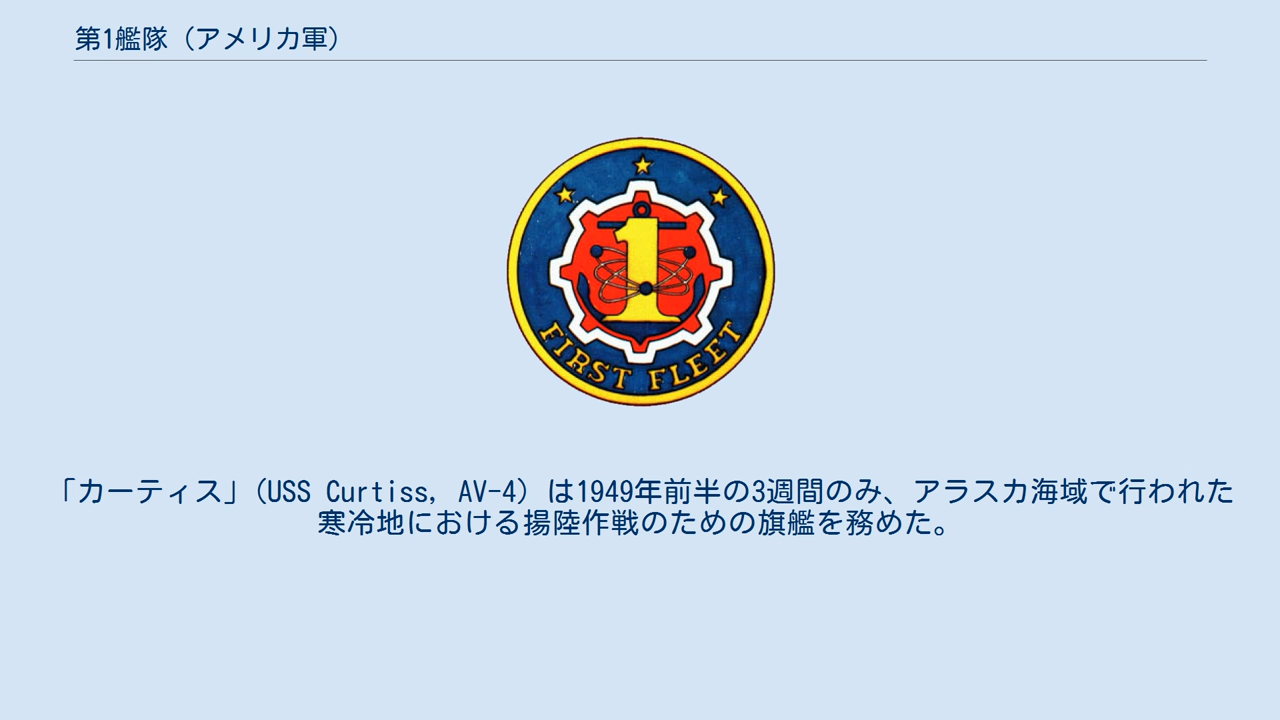 第1艦隊（アメリカ軍）
1
FIRST FLEET
「カーティス」（USS Curtiss, AV-4）は1949年前半の3週間のみ、アラスカ海域で行われた
寒冷地における揚陸作戦のための旗艦を務めた。